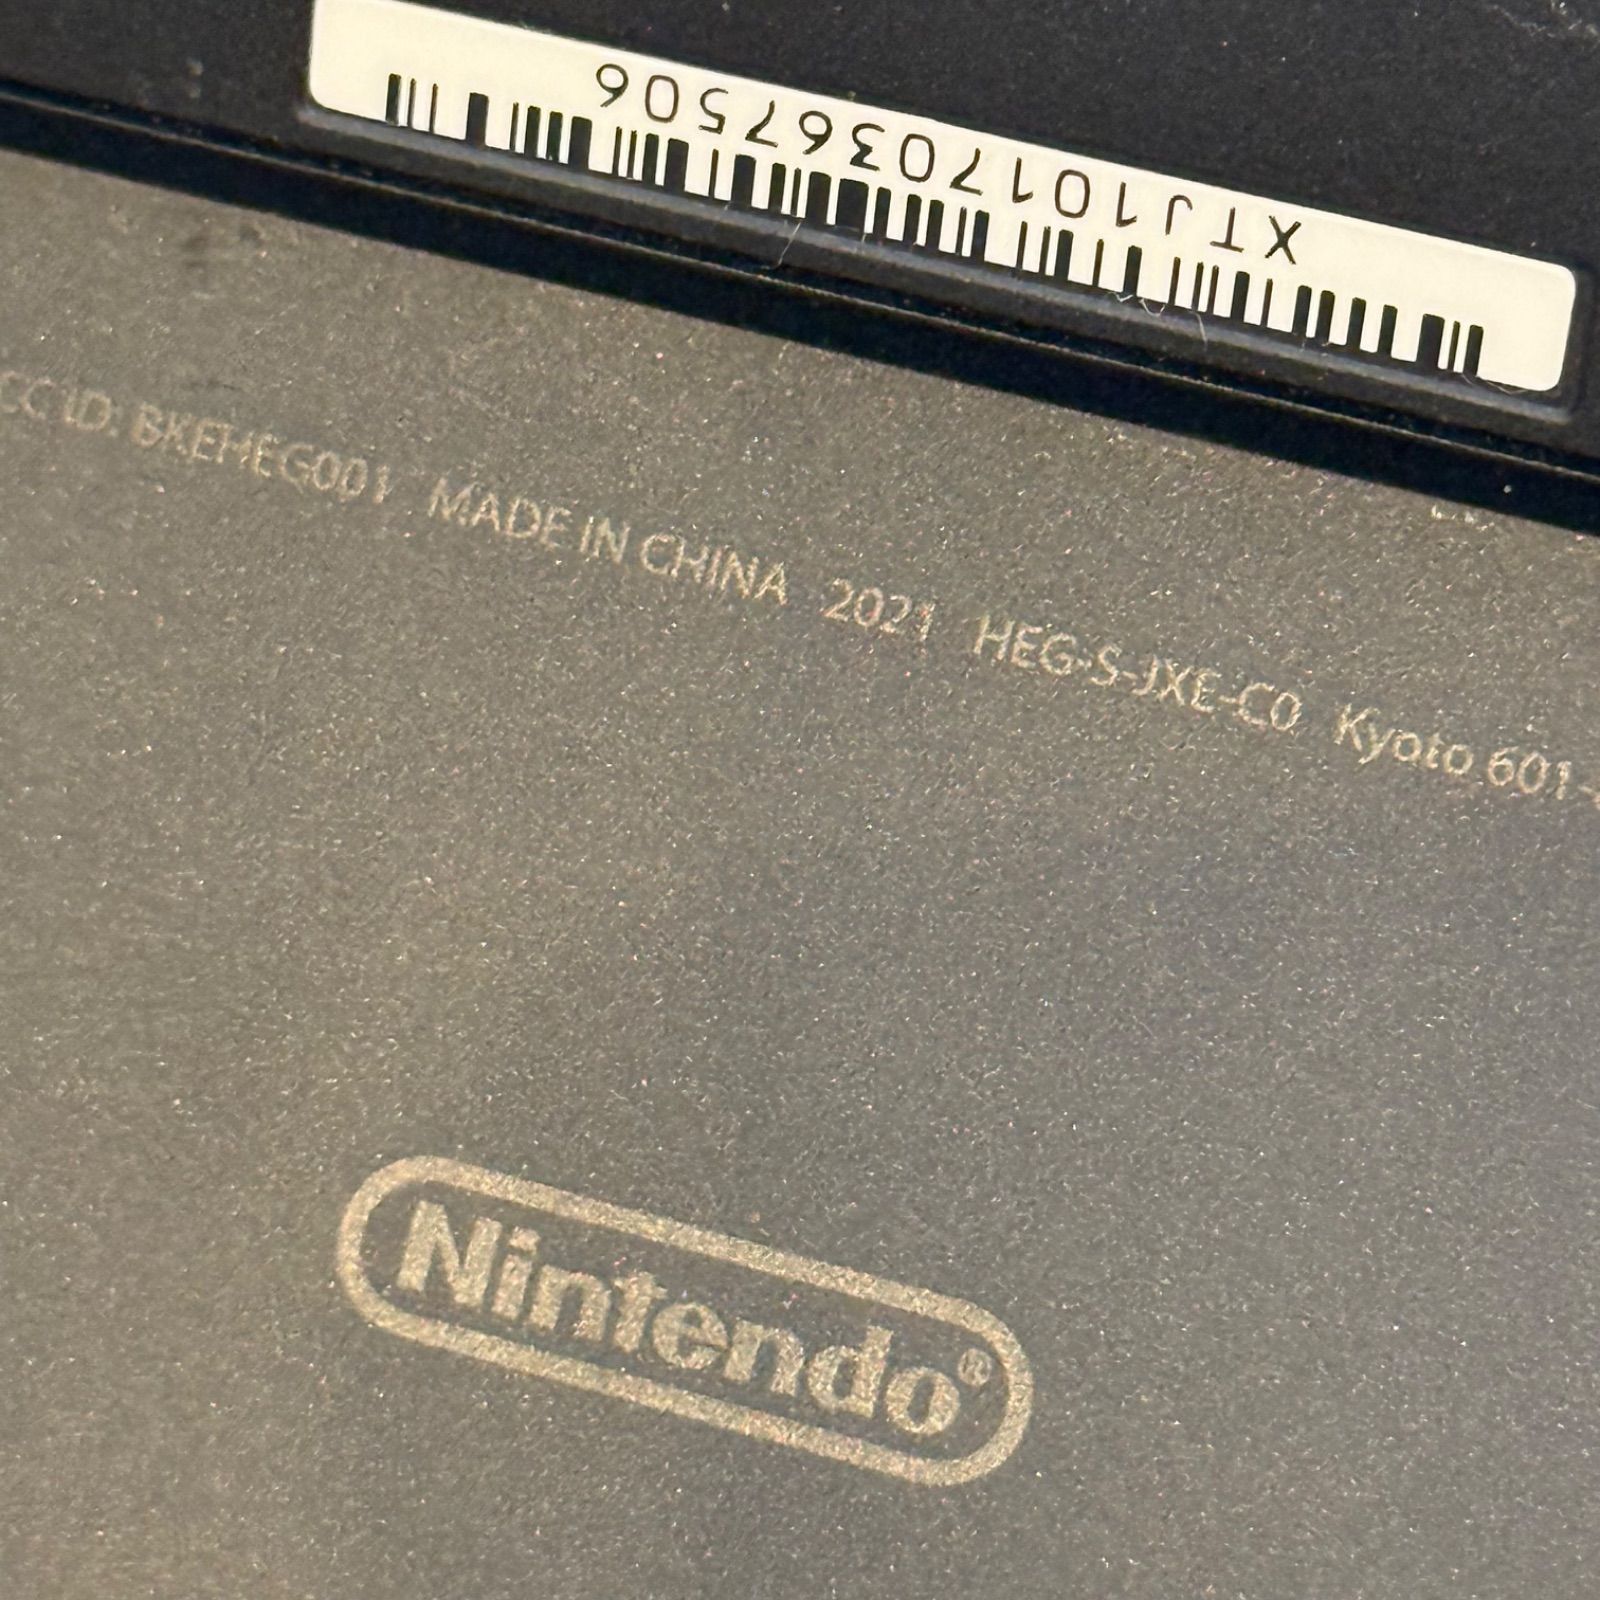 XTJ10170367506
CC ID: BKEHEG001 MADE IN CHINA 2021 HEG-S-JXE-C0 Kyoto 601-
Nintendo®